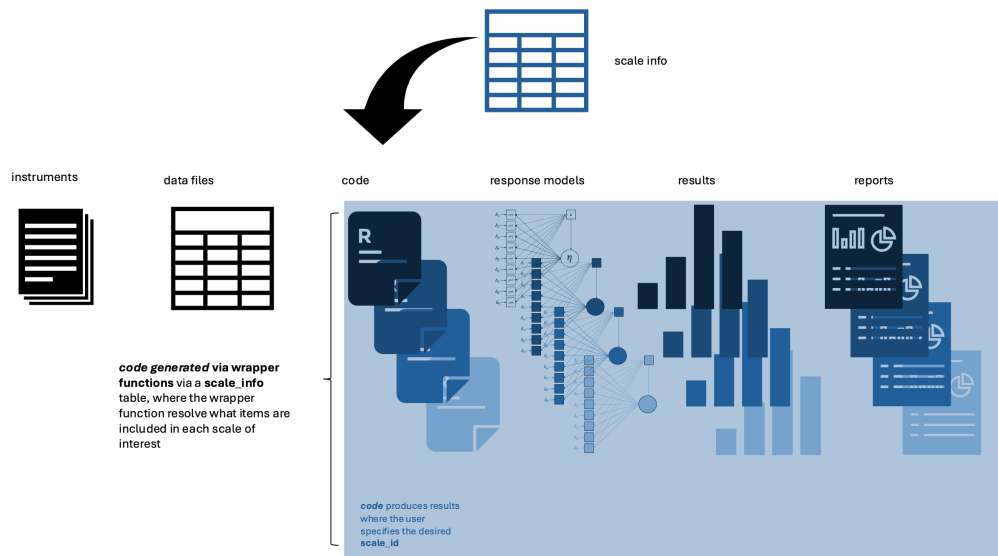 scale info
instruments
data files
code
response models
results
reports
R
η
code generated via wrapper
functions via a scale_info
table, where the wrapper
function resolve what items are
included in each scale of
interest
code produces results
where the user
specifies the desired
scale_id